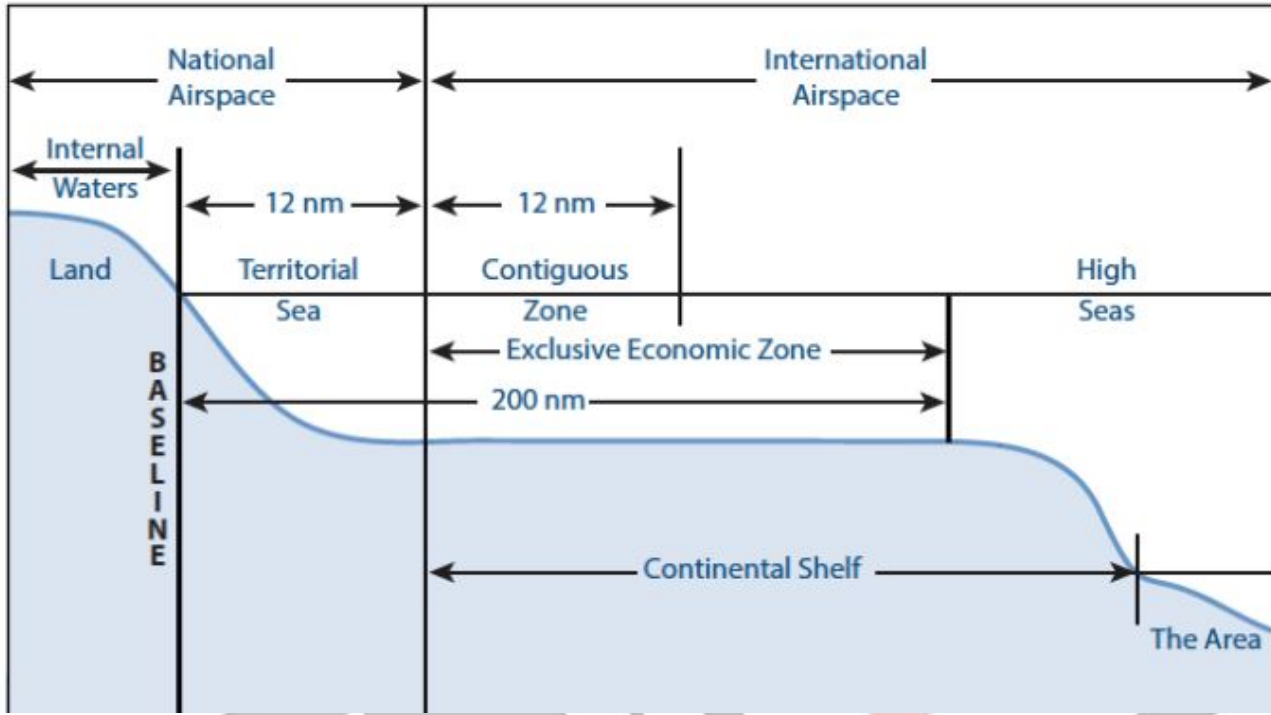 National
Airspace
International
Airspace
Internal
Waters
12 nm
12 nm
Land
Territorial
Sea
Contiguous
Zone
High
Seas
Exclusive Economic Zone
200 nm
BASELINE
Continental Shelf
The Area